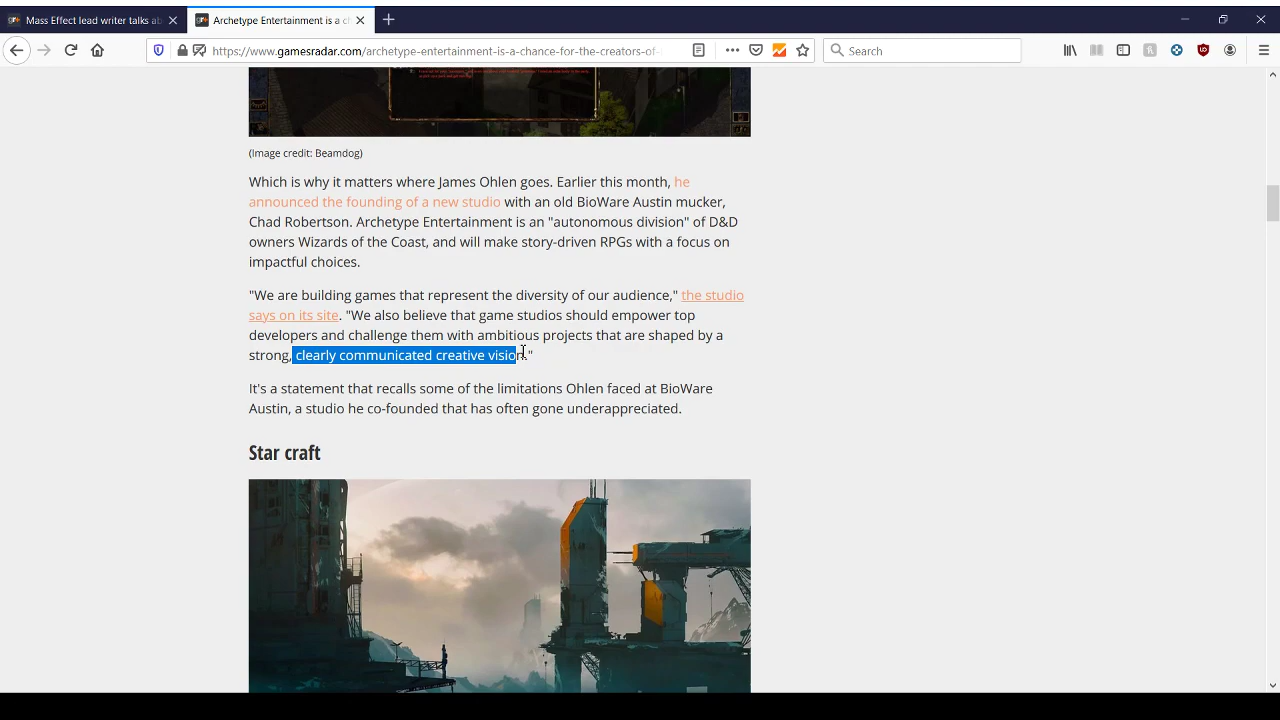 Mass Effect lead writer talks ab
Archetype Entertainment is a ch
https://www.gamesradar.com/archetype-entertainment-is-a-chance-for-the-creators-of-
Search
(Image credit: Beamdog)
Which is why it matters where James Ohlen goes. Earlier this month, he
announced the founding of a new studio with an old BioWare Austin mucker,
Chad Robertson. Archetype Entertainment is an "autonomous division" of D&D
owners Wizards of the Coast, and will make story-driven RPGs with a focus on
impactful choices.
"We are building games that represent the diversity of our audience," the studio
says on its site. "We also believe that game studios should empower top
developers and challenge them with ambitious projects that are shaped by a
strong, clearly communicated creative vision."
It's a statement that recalls some of the limitations Ohlen faced at BioWare
Austin, a studio he co-founded that has often gone underappreciated.
Star craft